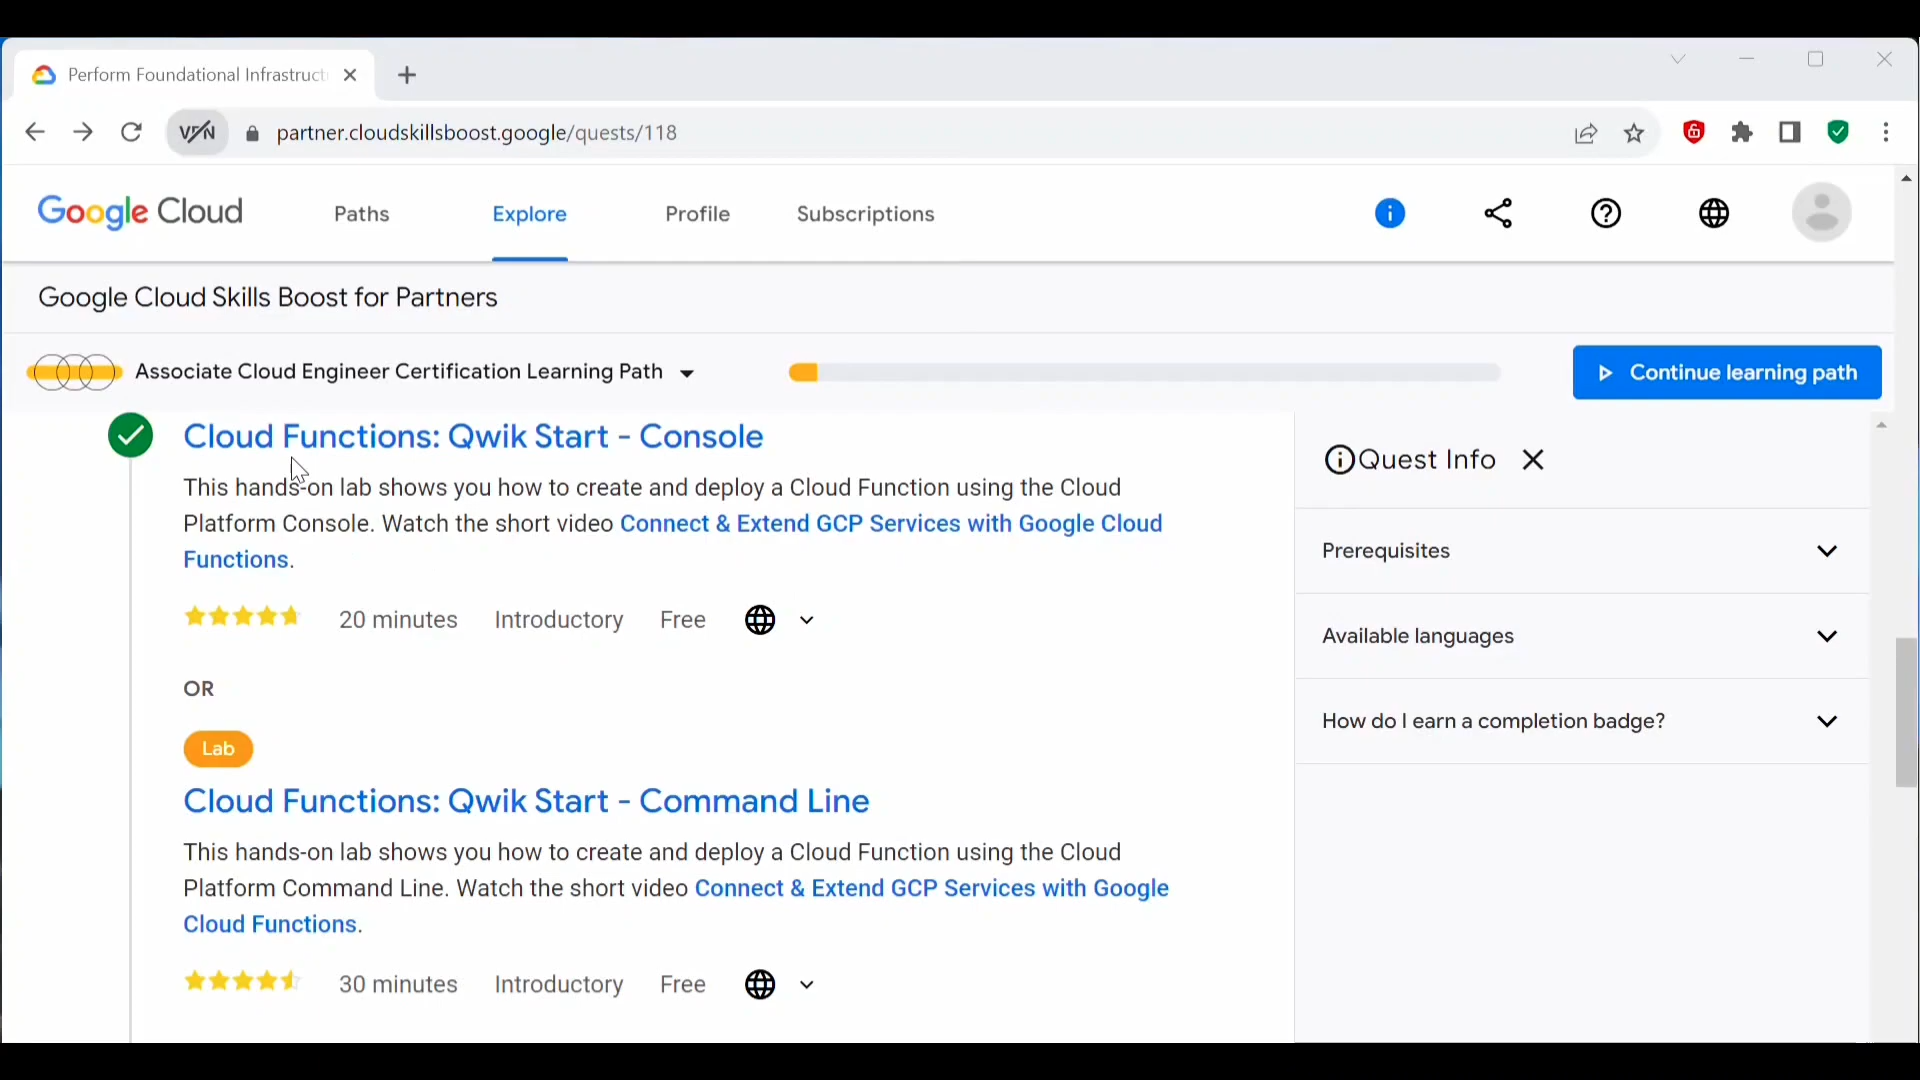 Perform Foundational Infrastruct
VPN
partner.cloudskillsboost.google/quests/118
Google Cloud
Paths
Explore
Profile
Subscriptions
Google Cloud Skills Boost for Partners
Associate Cloud Engineer Certification Learning Path
Continue learning path
Cloud Functions: Qwik Start - Console
This hands-on lab shows you how to create and deploy a Cloud Function using the Cloud
Platform Console. Watch the short video Connect & Extend GCP Services with Google Cloud
Functions.
20 minutes
Introductory
Free
OR
Lab
Cloud Functions: Qwik Start - Command Line
This hands-on lab shows you how to create and deploy a Cloud Function using the Cloud
Platform Command Line. Watch the short video Connect & Extend GCP Services with Google
Cloud Functions.
30 minutes
Introductory
Free
Quest Info
Prerequisites
Available languages
How do I earn a completion badge?